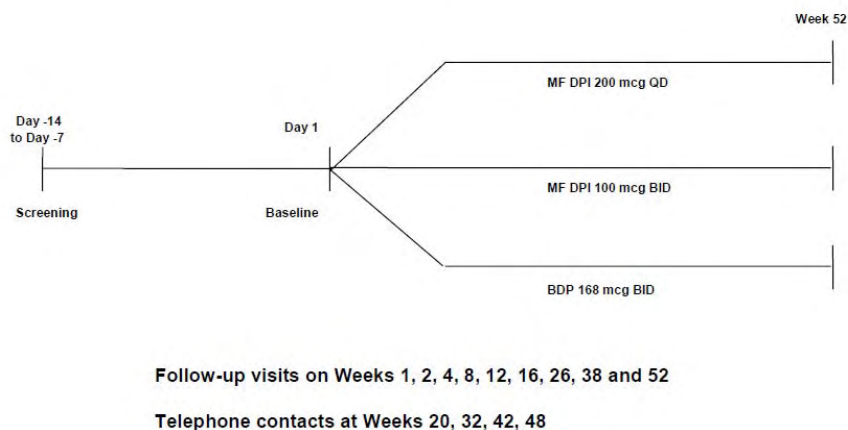 Week 52
MF DPI 200 mcg QD
Day -14
to Day -7
Day 1
Screening
Baseline
MF DPI 100 mcg BID
BDP 168 mcg BID
Follow-up visits on Weeks 1, 2, 4, 8, 12, 16, 26, 38 and 52
Telephone contacts at Weeks 20, 32, 42, 48